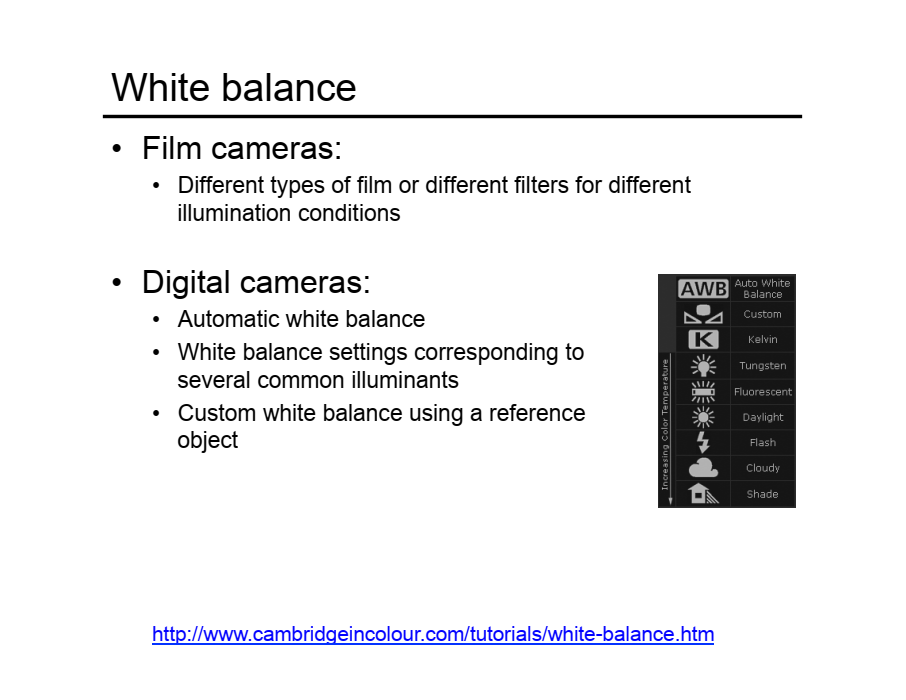 White balance
• Film cameras:
• Different types of film or different filters for different
illumination conditions
• Digital cameras:
• Automatic white balance
• White balance settings corresponding to
several common illuminants
• Custom white balance using a reference
object
AWB Auto White
Balance
Custom
K Kelvin
Tungsten
Fluorescent
Daylight
Flash
Cloudy
Shade
Increasing Color Temperature
http://www.cambridgeincolour.com/tutorials/white-balance.htm